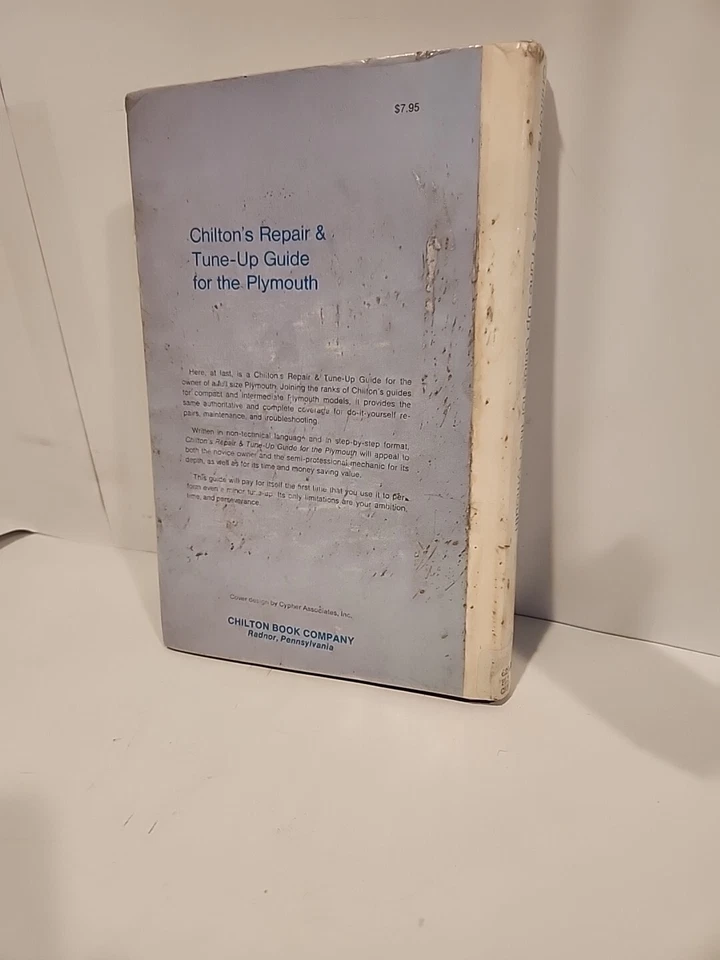 $7.95
Chilton's Repair &
Tune-Up Guide
for the Plymouth
Here, at last, is a Chilton's Repair & Tune-Up Guide for the
owner of a full size Plymouth. Joining the ranks of Chilton's guides
for compact and intermediate Plymouth models, it provides the
same authoritative and complete coverage for do-it-yourself re-
pairs, maintenance, and troubleshooting.
Written in non-technical language and in step-by-step format,
Chilton's Repair & Tune-Up Guide for the Plymouth will appeal to
both the novice owner and the semi-professional mechanic for its
depth, as well as for its time and money saving value.
This guide will pay for itself the first time that you use it to per-
form even a minor tune-up. Its only limitations are your ambition,
time, and perseverance.
Cover design by Cypher Associates, Inc.
CHILTON BOOK COMPANY
Radnor, Pennsylvania